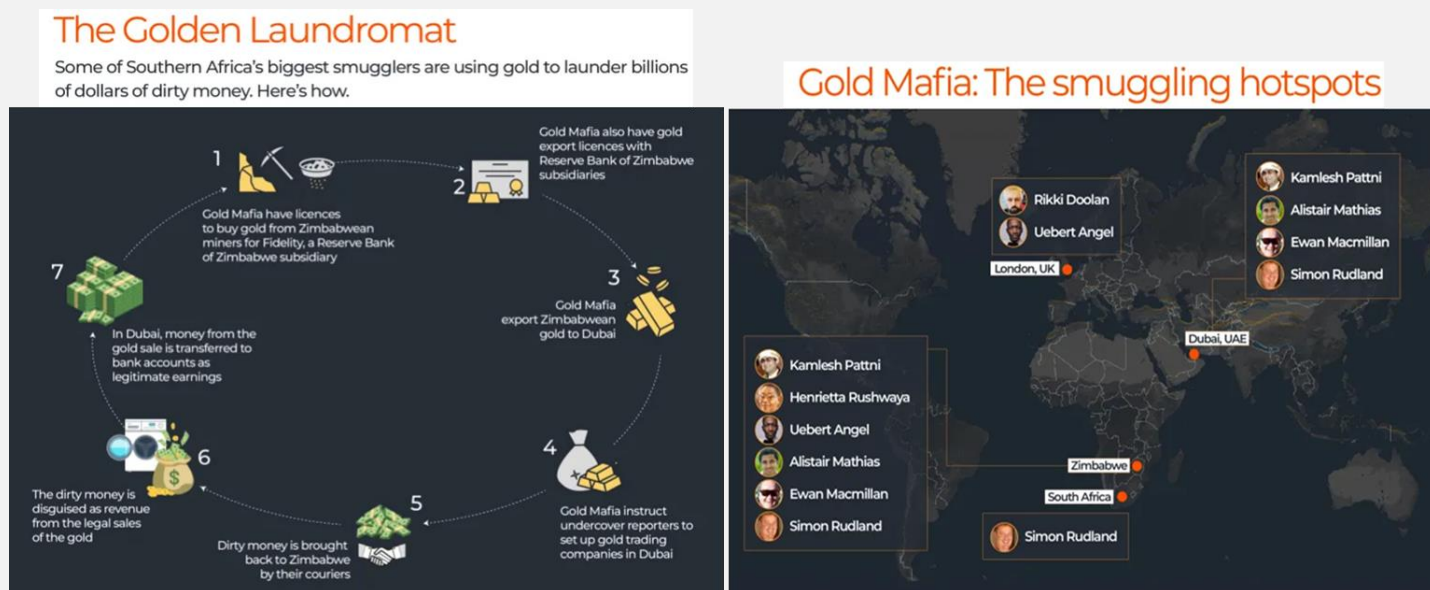 The Golden Laundromat
Some of Southern Africa's biggest smugglers are using gold to launder billions
of dollars of dirty money. Here's how.
1
Gold Mafia have licences
to buy gold from Zimbabwean
miners for Fidelity, a Reserve Bank
of Zimbabwe subsidiary
2
Gold Mafia also have gold
export licences with
Reserve Bank of Zimbabwe
subsidiaries
3
Gold Mafia
export Zimbabwean
gold to Dubai
4
Gold Mafia instruct
undercover reporters to
set up gold trading
companies in Dubai
5
Dirty money is brought
back to Zimbabwe
by their couriers
6
$
The dirty money is
disguised as revenue
from the legal sales
of the gold
7
In Dubai, money from the
gold sale is transferred to
bank accounts as
legitimate earnings
Gold Mafia: The smuggling hotspots
Rikki Doolan
Uebert Angel
London, UK
Kamlesh Pattni
Alistair Mathias
Ewan Macmillan
Simon Rudland
Dubai, UAE
Kamlesh Pattni
Henrietta Rushwaya
Uebert Angel
Alistair Mathias
Ewan Macmillan
Simon Rudland
Zimbabwe
South Africa
Simon Rudland